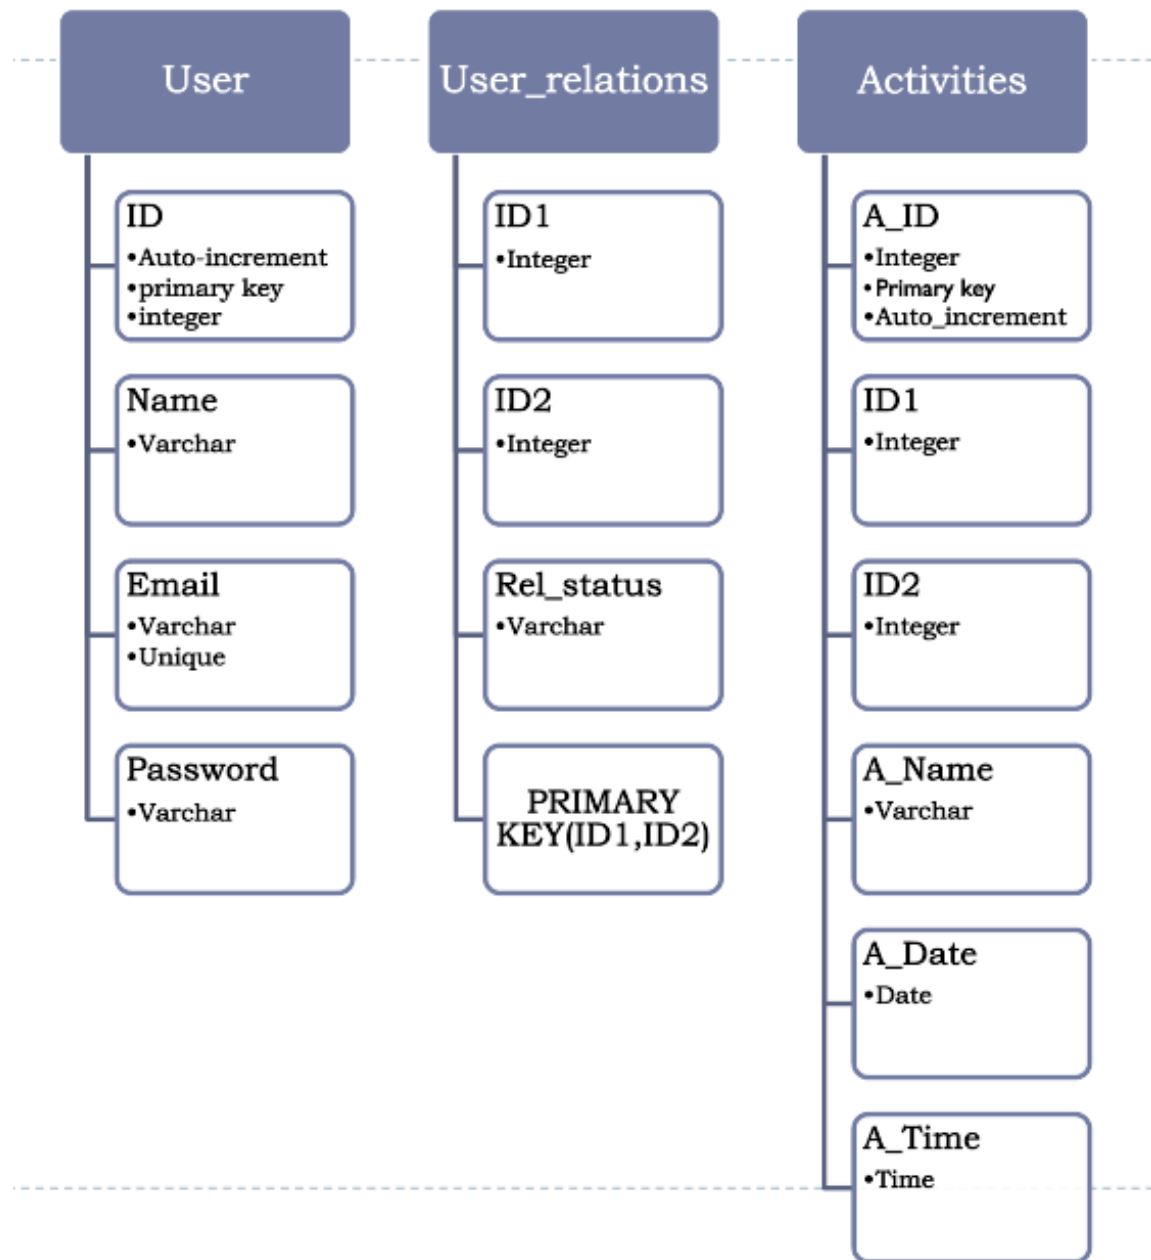 User
ID
•Auto-increment
•primary key
•integer
Name
•Varchar
Email
•Varchar
•Unique
Password
•Varchar
User_relations
ID1
•Integer
ID2
•Integer
Rel_status
•Varchar
PRIMARY
KEY(ID1,ID2)
Activities
A_ID
•Integer
•Primary key
•Auto_increment
ID1
•Integer
ID2
•Integer
A_Name
•Varchar
A_Date
•Date
A_Time
•Time